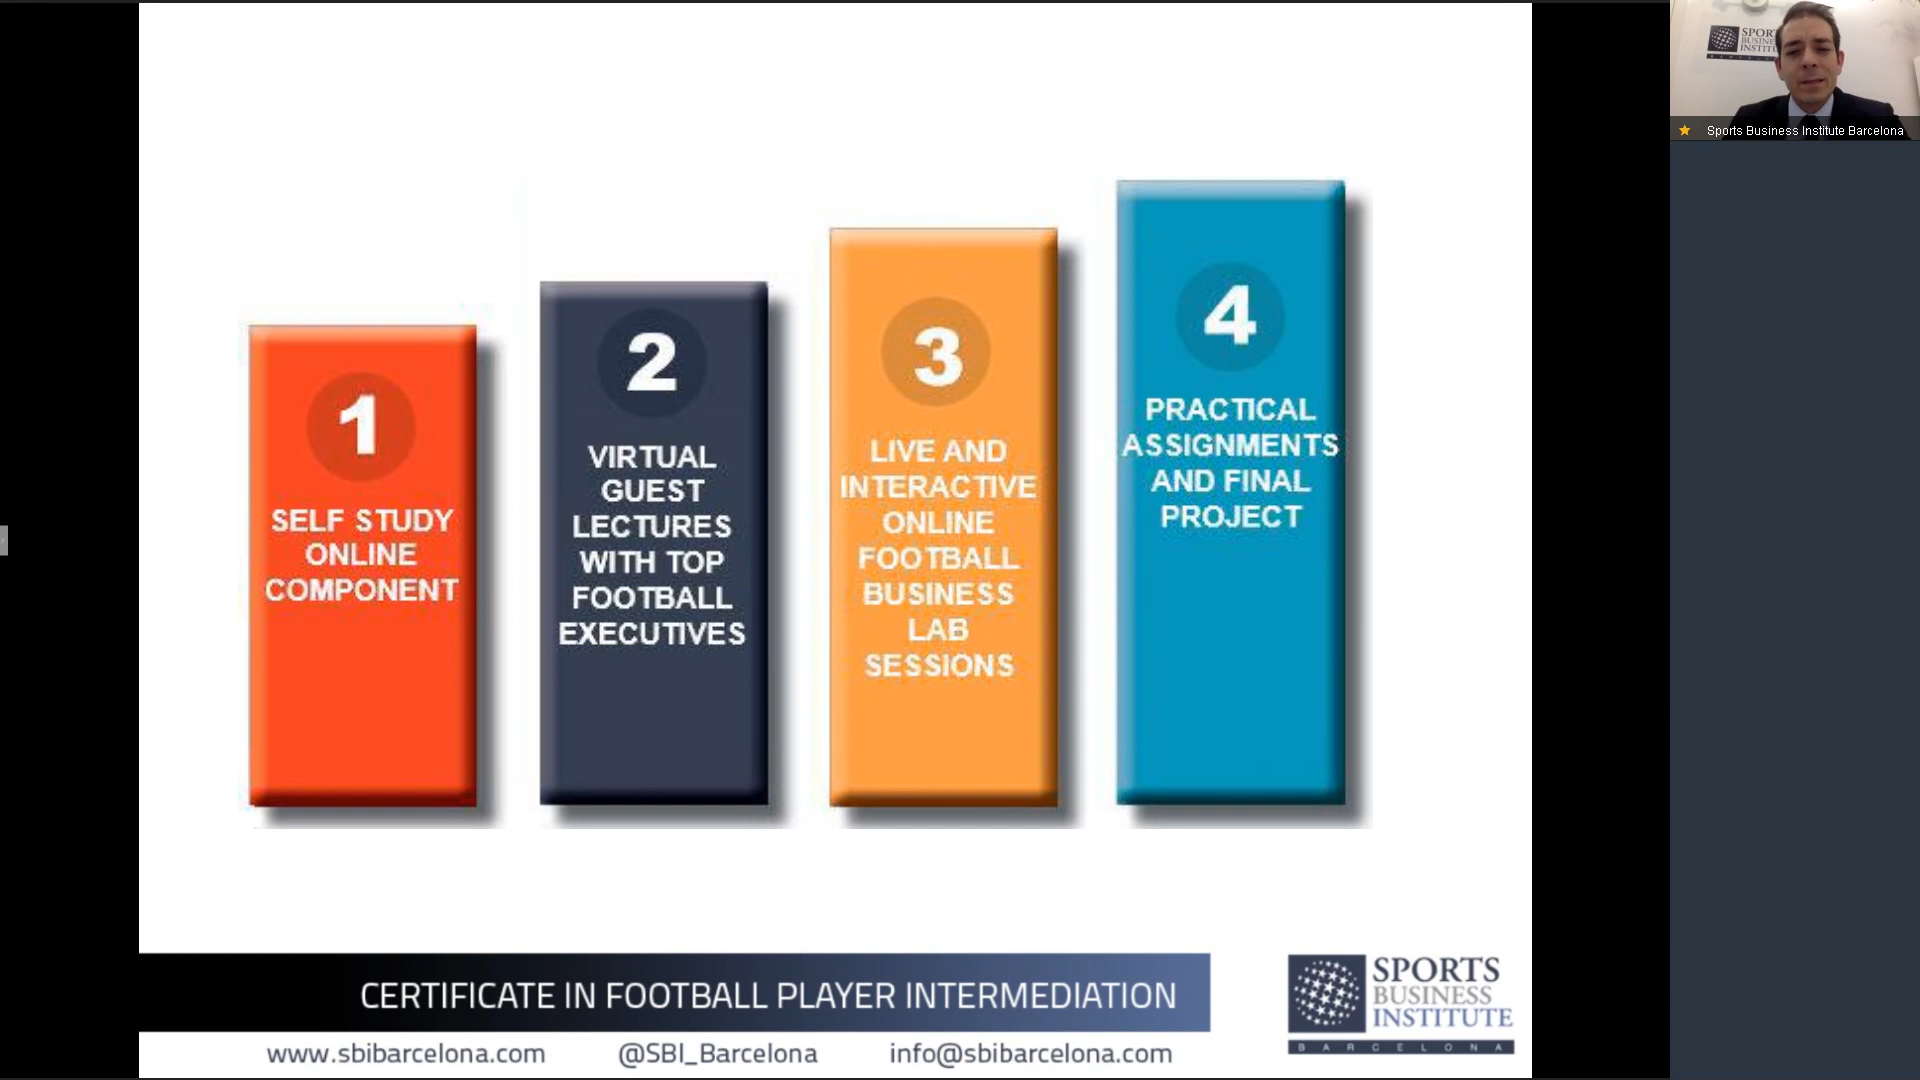 1
SELF STUDY
ONLINE
COMPONENT
2
VIRTUAL
GUEST
LECTURES
WITH TOP
FOOTBALL
EXECUTIVES
3
LIVE AND
INTERACTIVE
ONLINE
FOOTBALL
BUSINESS
LAB
SESSIONS
4
PRACTICAL
ASSIGNMENTS
AND FINAL
PROJECT
CERTIFICATE IN FOOTBALL PLAYER INTERMEDIATION
www.sbibarcelona.com @SBI_Barcelona info@sbibarcelona.com
SPORTS
BUSINESS
INSTITUTE
BARCELONA
Sports Business Institute Barcelona